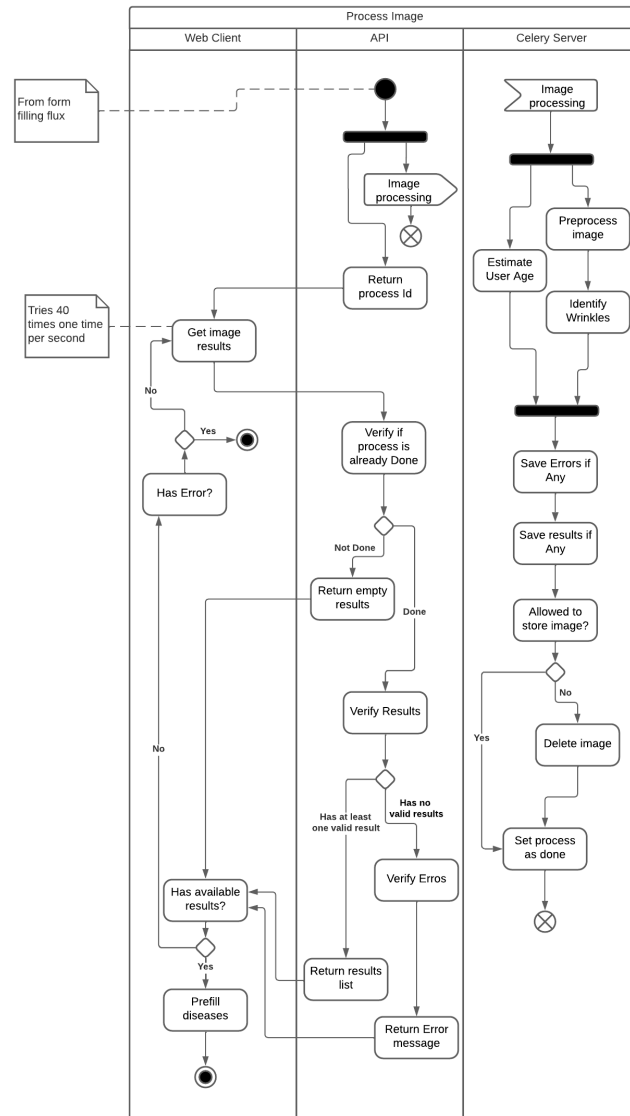 Process Image
Web Client
API
Celery Server
From form
filling flux
Image
processing
Image
processing
Preprocess
image
Estimate
User Age
Return
process Id
Identify
Wrinkles
Tries 40
times one time
per second
Get image
results
No
Yes
Verify if
process is
already Done
Save Errors if
Any
Has Error?
Save results if
Any
Not Done
Return empty
results
Done
Allowed to
store image?
No
Verify Results
Yes
Delete image
No
Has at least
one valid result
Has no
valid results
Set process
as done
Verify Erros
Has available
results?
Yes
Return results
list
Prefill
diseases
Return Error
message